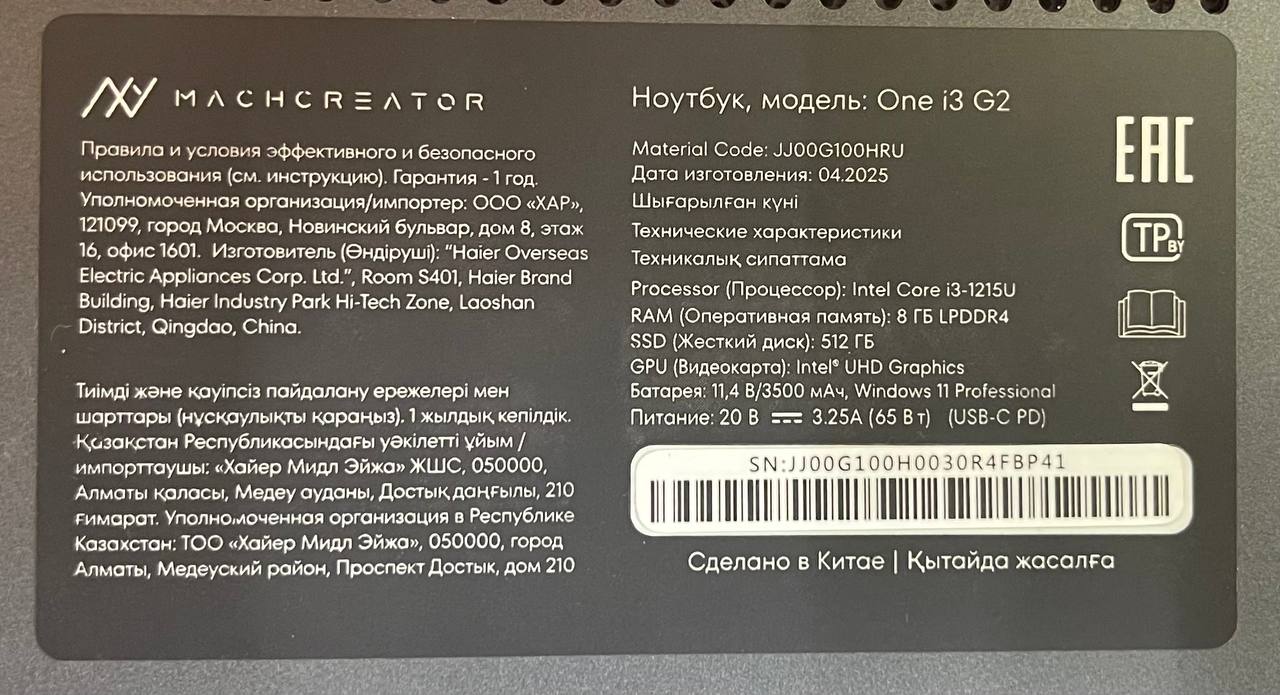 MACHCREATOR
Правила и условия эффективного и безопасного
использования (см. инструкцию). Гарантия - 1 год.
Уполномоченная организация/импортер: ООО «ХАР»,
121099, город Москва, Новинский бульвар, дом 8, этаж
16, офис 1601. Изготовитель (Өндіруші): "Haier Overseas
Electric Appliances Corp. Ltd.", Room S401, Haier Brand
Building, Haier Industry Park Hi-Tech Zone, Laoshan
District, Qingdao, China.
Тиімді және қауіпсіз пайдалану ережелері мен
шарттары (нұсқаулықты қараңыз). 1 жылдық кепілдік.
Қазақстан Республикасындағы уәкілетті ұйым /
импорттаушы: «Хайер Мидл Эйжа» ЖШС, 050000,
Алматы қаласы, Медеу ауданы, Достық даңғылы, 210
ғимарат. Уполномоченная организация в Республике
Казахстан: ТОО «Хайер Мидл Эйжа», 050000, город
Алматы, Медеуский район, Проспект Достык, дом 210
Ноутбук, модель: One i3 G2
Material Code: JJ00G100HRU
Дата изготовления: 04.2025
Шығарылған күні
Технические характеристики
Техникалық сипаттама
Processor (Процессор): Intel Core i3-1215U
RAM (Оперативная память): 8 ГБ LPDDR4
SSD (Жесткий диск): 512 ГБ
GPU (Видеокарта): Intel® UHD Graphics
Батарея: 11,4 В/3500 мАч, Windows 11 Professional
Питание: 20 В ⎓ 3.25A (65 Вт) (USB-C PD)
SN:JJ00G100H0030R4FBP41
Сделано в Китае | Қытайда жасалға
EAC
TP BY